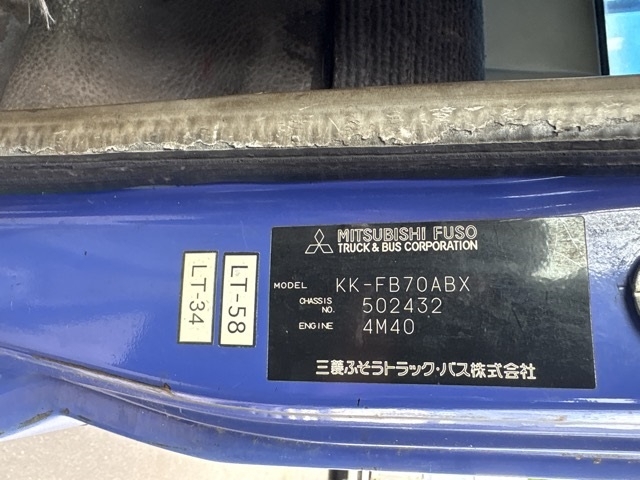 MITSUBISHI FUSO
TRUCK & BUS CORPORATION
MODEL KK-FB70ABX
CHASSIS NO. 502432
ENGINE 4M40
三菱ふそうトラック・バス株式会社
LT-34
LT-58